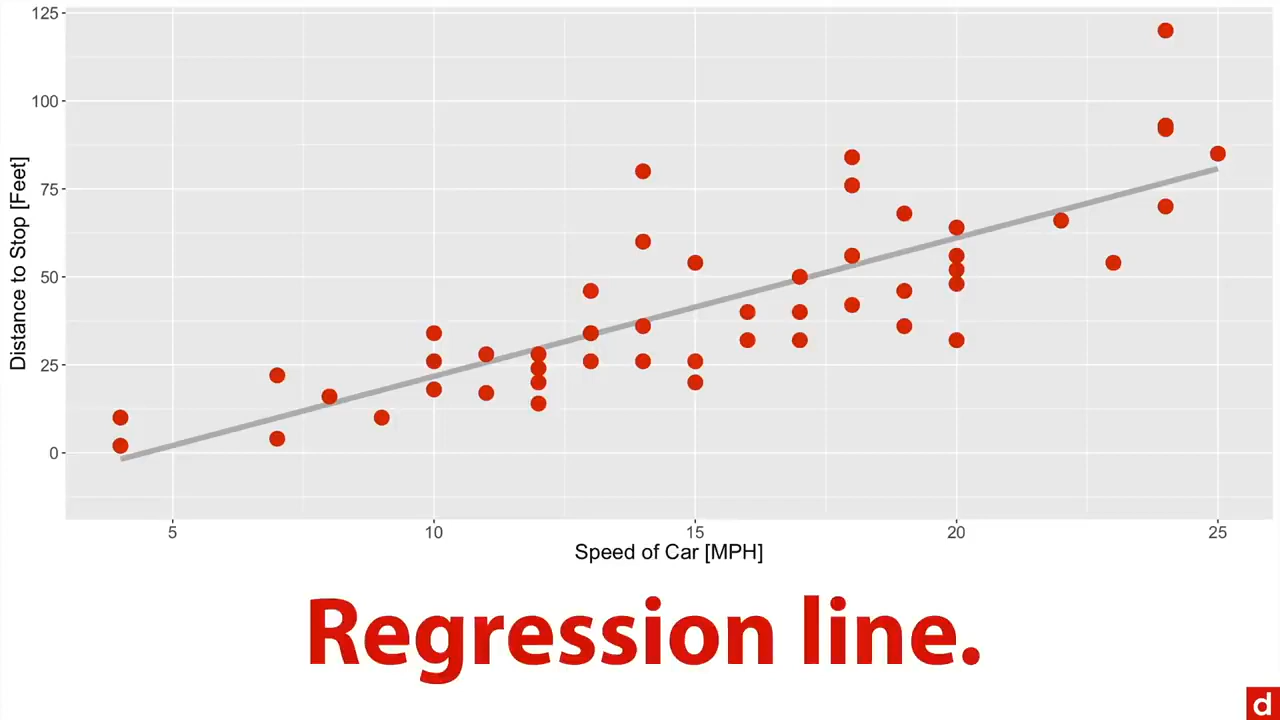 125
100
75
50
25
0
Distance to Stop [Feet]
5 10 15 20 25
Speed of Car [MPH]
Regression line.
d